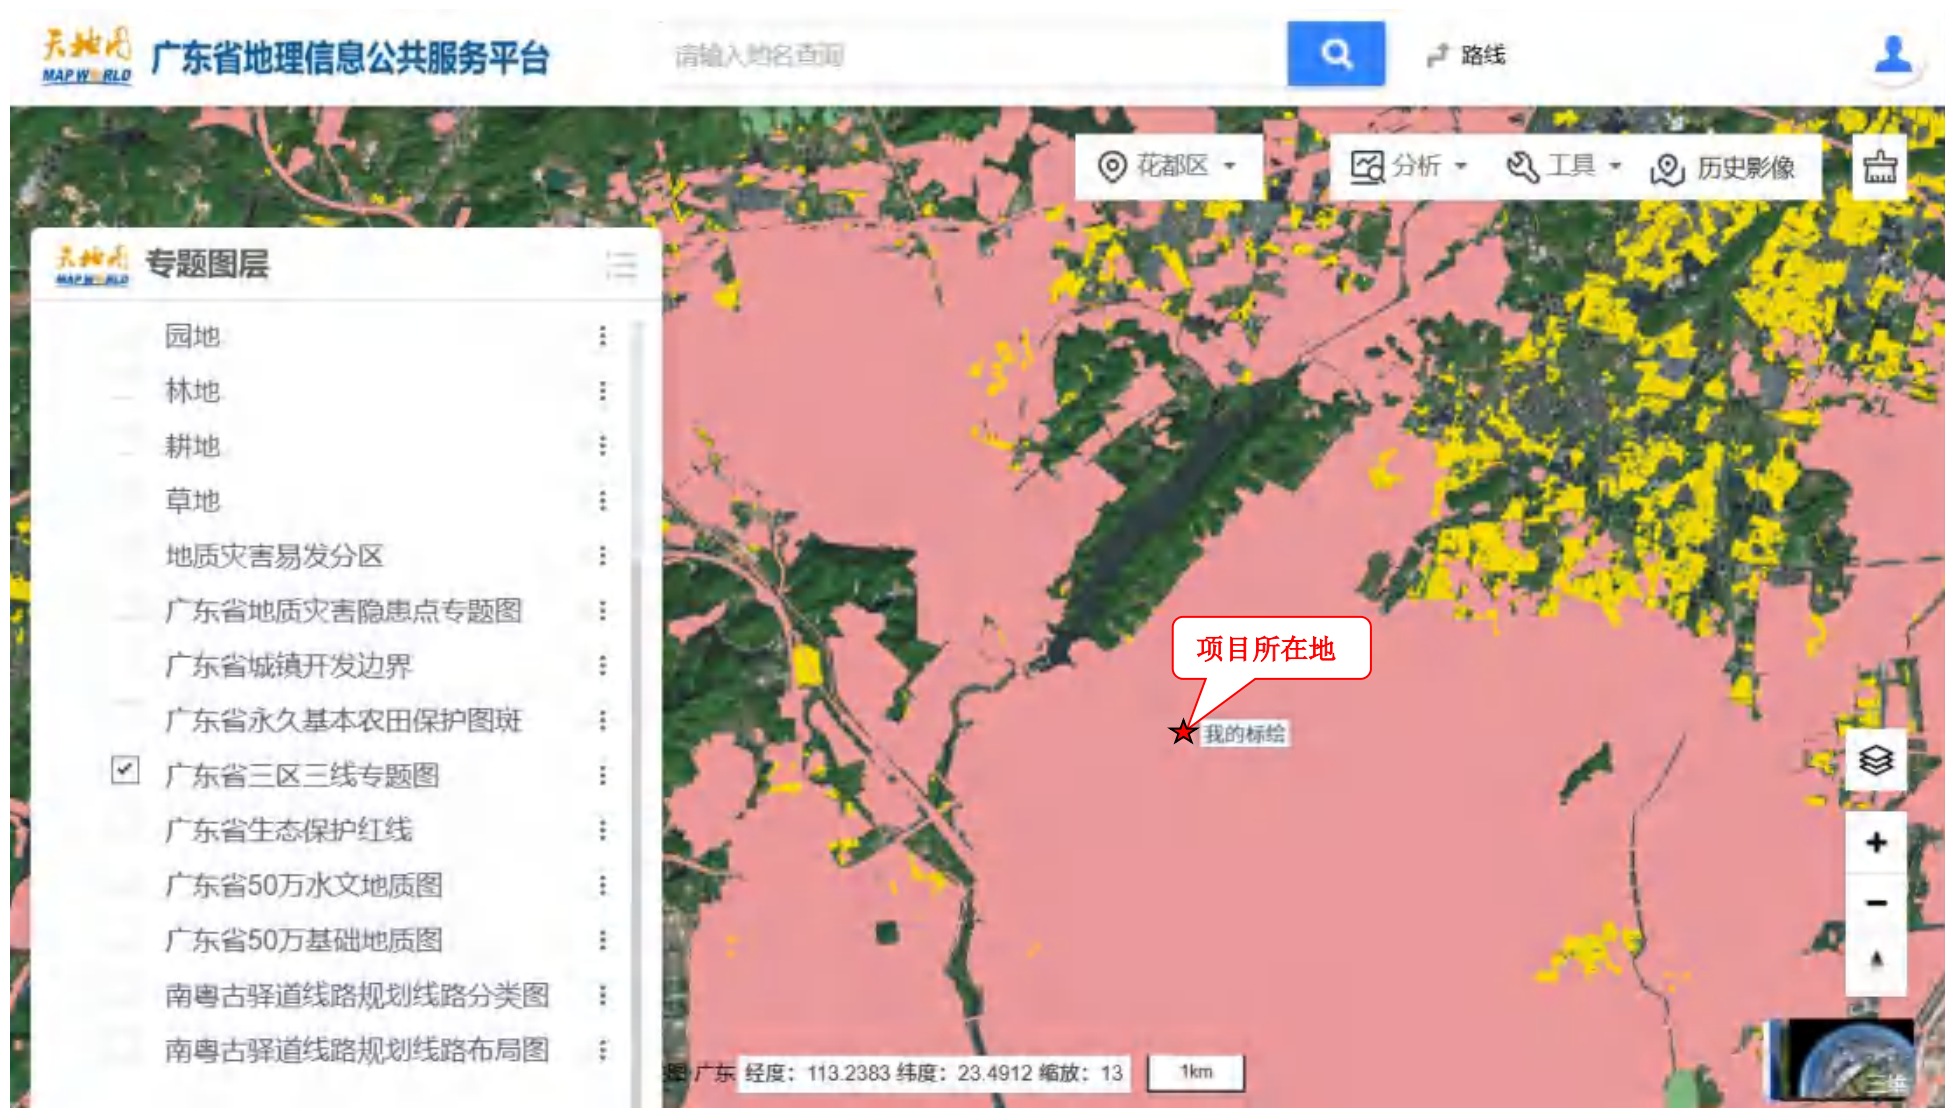 天地图 广东省地理信息公共服务平台 请输入地名查询 路线
MAP WORLD
花都区 分析 工具 历史影像
天地图 专题图层
MAP WORLD
园地
林地
耕地
草地
地质灾害易发分区
广东省地质灾害隐患点专题图
广东省城镇开发边界
广东省永久基本农田保护图斑
广东省三区三线专题图
广东省生态保护红线
广东省50万水文地质图
广东省50万基础地质图
南粤古驿道线路规划线路分类图
南粤古驿道线路规划线路布局图
项目所在地
我的标绘
图·广东 经度：113.2383 纬度：23.4912 缩放：13 1km
三维